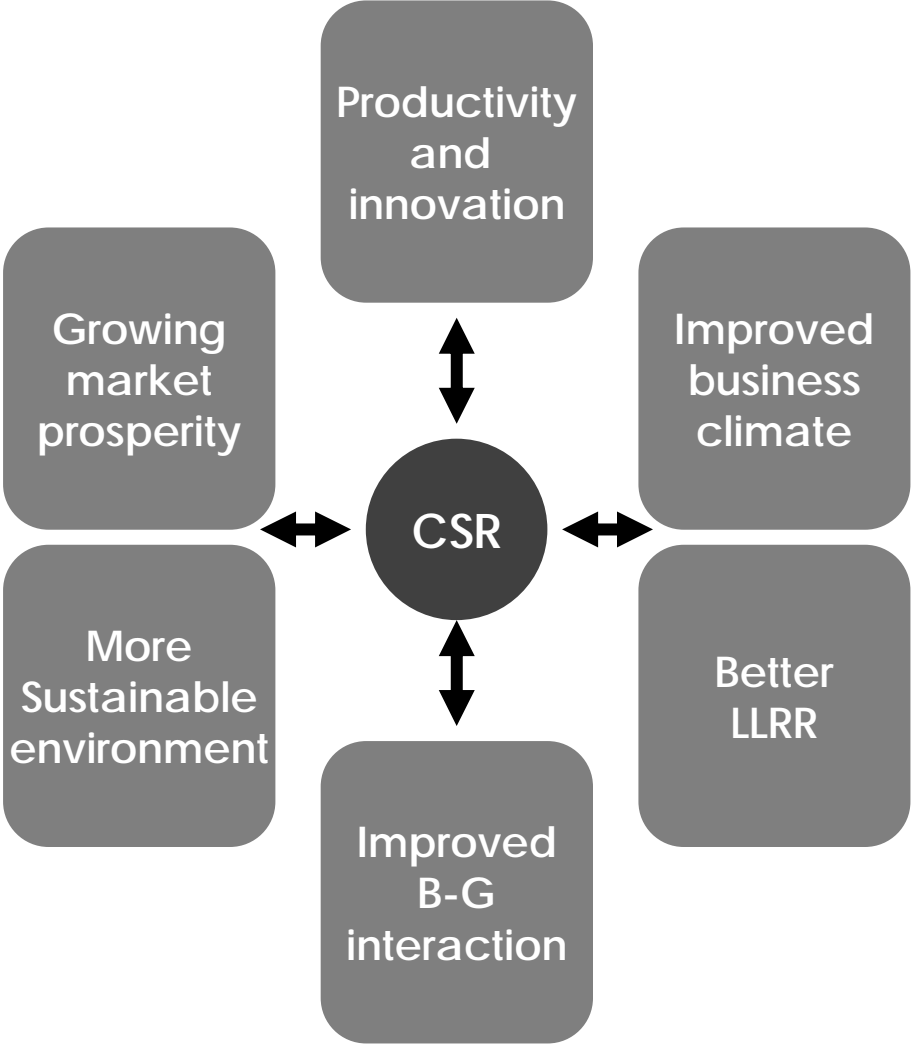 Productivity
and
innovation
Growing
market
prosperity
Improved
business
climate
CSR
More
Sustainable
environment
Better
LLRR
Improved
B-G
interaction